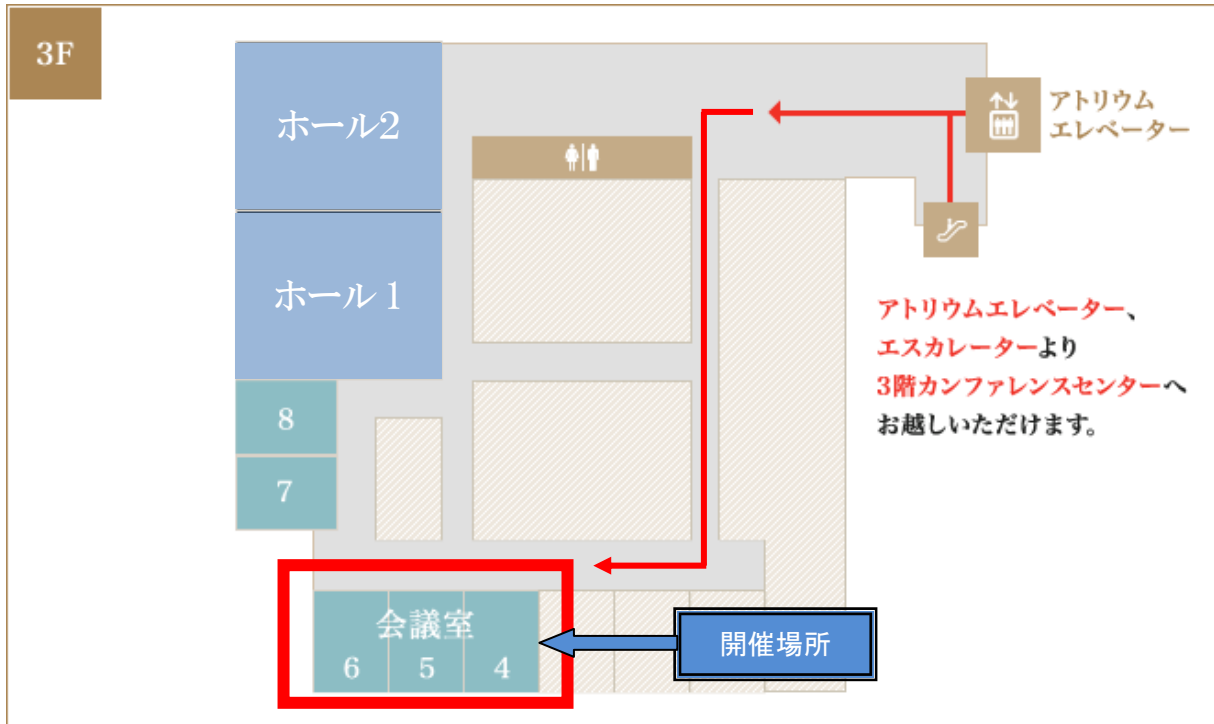 3F
アトリウム
エレベーター
ホール2
ホール1
アトリウムエレベーター、
エスカレーターより
3階カンファレンスセンターへ
お越しいただけます。
8
7
会議室
6 5 4
開催場所